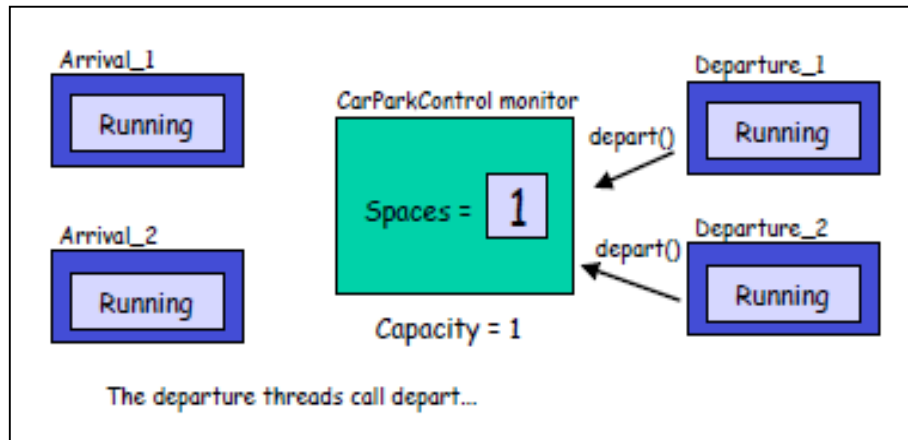 Arrival_1
Running
Arrival_2
Running
CarParkControl monitor
Spaces = 1
Capacity = 1
Departure_1
depart()
Running
Departure_2
depart()
Running
The departure threads call depart...